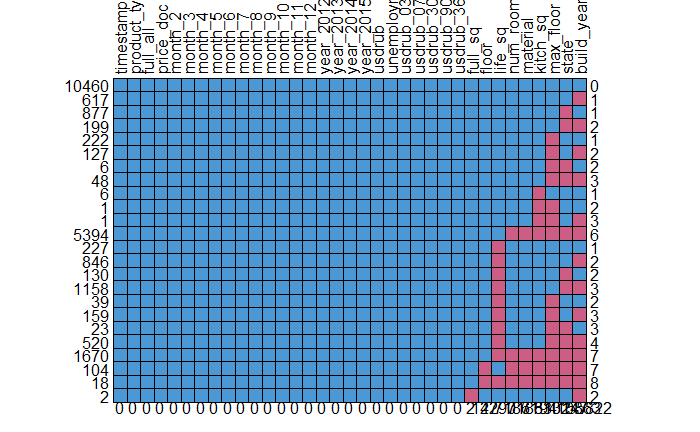 timestamp
product_ty
full_all
price_doc
month_2
month_3
month_4
month_5
month_6
month_7
month_8
month_9
month_10
month_11
month_12
year_2012
year_2013
year_2014
year_2015
usdrub
unemployn
usdrub_03
usdrub_07
usdrub_30
usdrub_90
usdrub_36
full_sq
floor
life_sq
num_room
material
kitch_sq
max_floor
state
build_year
10460 0
617 1
877 1
199 2
222 1
127 2
6 2
48 3
6 1
1 2
1 3
5394 6
227 1
846 2
130 2
1158 3
39 2
159 3
23 3
520 4
1670 7
104 7
18 8
2 2
0 0 0 0 0 0 0 0 0 0 0 0 0 0 0 0 0 0 0 0 0 0 0 0 0 0 2